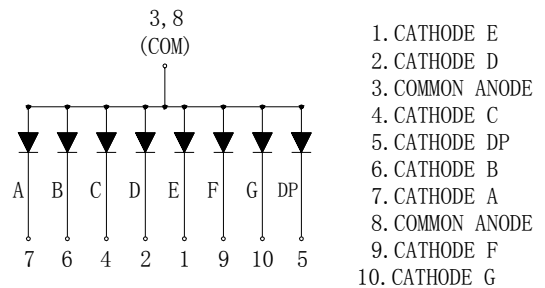 3,8
(COM)
A B C D E F G DP
7 6 4 2 1 9 10 5
1. CATHODE E
2. CATHODE D
3. COMMON ANODE
4. CATHODE C
5. CATHODE DP
6. CATHODE B
7. CATHODE A
8. COMMON ANODE
9. CATHODE F
10. CATHODE G